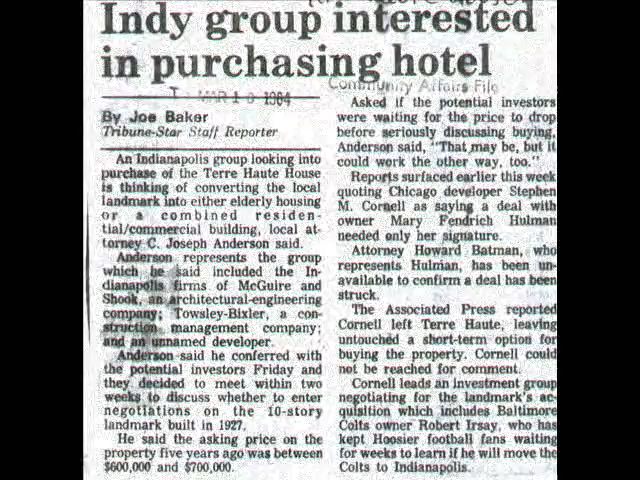 Indy group interested
in purchasing hotel
MAR 1 8 1984
Community Affairs File
By Joe Baker
Tribune-Star Staff Reporter
An Indianapolis group looking into
purchase of the Terre Haute House
is thinking of converting the local
landmark into either elderly housing
or a combined residen-
tial/commercial building, local at-
torney C. Joseph Anderson said.
Anderson represents the group
which he said included the In-
dianapolis firms of McGuire and
Shook, an architectural-engineering
company; Towsley-Bixler, a con-
struction management company;
and an unnamed developer.
Anderson said he conferred with
the potential investors Friday and
they decided to meet within two
weeks to discuss whether to enter
negotiations on the 10-story
landmark built in 1927.
He said the asking price on the
property five years ago was between
$600,000 and $700,000.
Asked if the potential investors
were waiting for the price to drop
before seriously discussing buying,
Anderson said, "That may be, but it
could work the other way, too."
Reports surfaced earlier this week
quoting Chicago developer Stephen
M. Cornell as saying a deal with
owner Mary Fendrich Hulman
needed only her signature.
Attorney Howard Batman, who
represents Hulman, has been un-
available to confirm a deal has been
struck.
The Associated Press reported
Cornell left Terre Haute, leaving
untouched a short-term option for
buying the property. Cornell could
not be reached for comment.
Cornell leads an investment group
negotiating for the landmark's ac-
quisition which includes Baltimore
Colts owner Robert Irsay, who has
kept Hoosier football fans waiting
for weeks to learn if he will move the
Colts to Indianapolis.